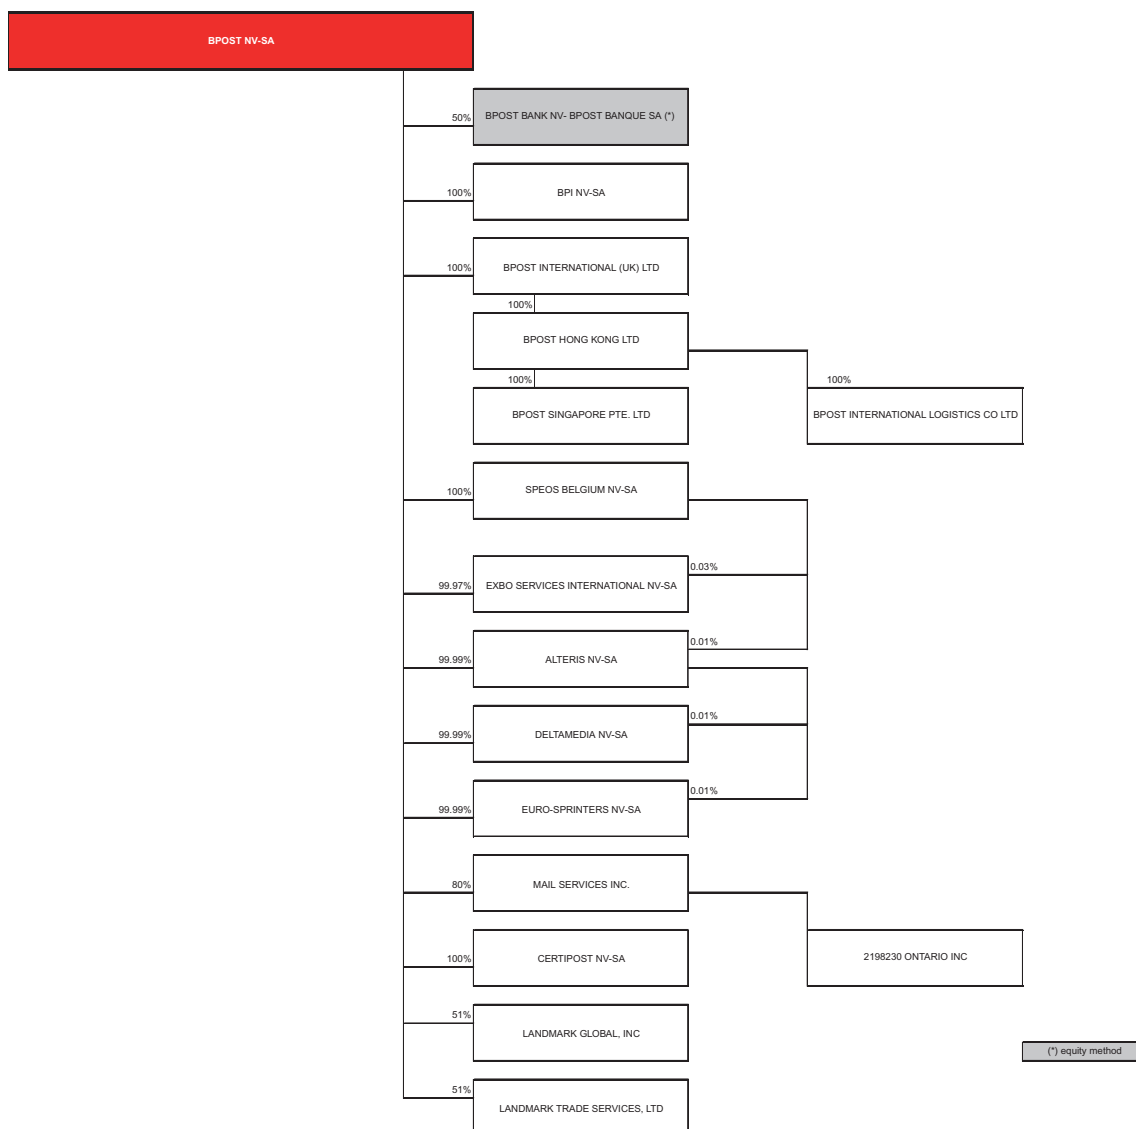 BPOST NV-SA
50%
BPOST BANK NV- BPOST BANQUE SA (*)
100%
BPI NV-SA
100%
BPOST INTERNATIONAL (UK) LTD
100%
BPOST HONG KONG LTD
100%
100%
BPOST SINGAPORE PTE. LTD
BPOST INTERNATIONAL LOGISTICS CO LTD
100%
SPEOS BELGIUM NV-SA
0.03%
99.97%
EXBO SERVICES INTERNATIONAL NV-SA
0.01%
99.99%
ALTERIS NV-SA
0.01%
99.99%
DELTAMEDIA NV-SA
0.01%
99.99%
EURO-SPRINTERS NV-SA
80%
MAIL SERVICES INC.
100%
CERTIPOST NV-SA
2198230 ONTARIO INC
51%
LANDMARK GLOBAL, INC
(*) equity method
51%
LANDMARK TRADE SERVICES, LTD